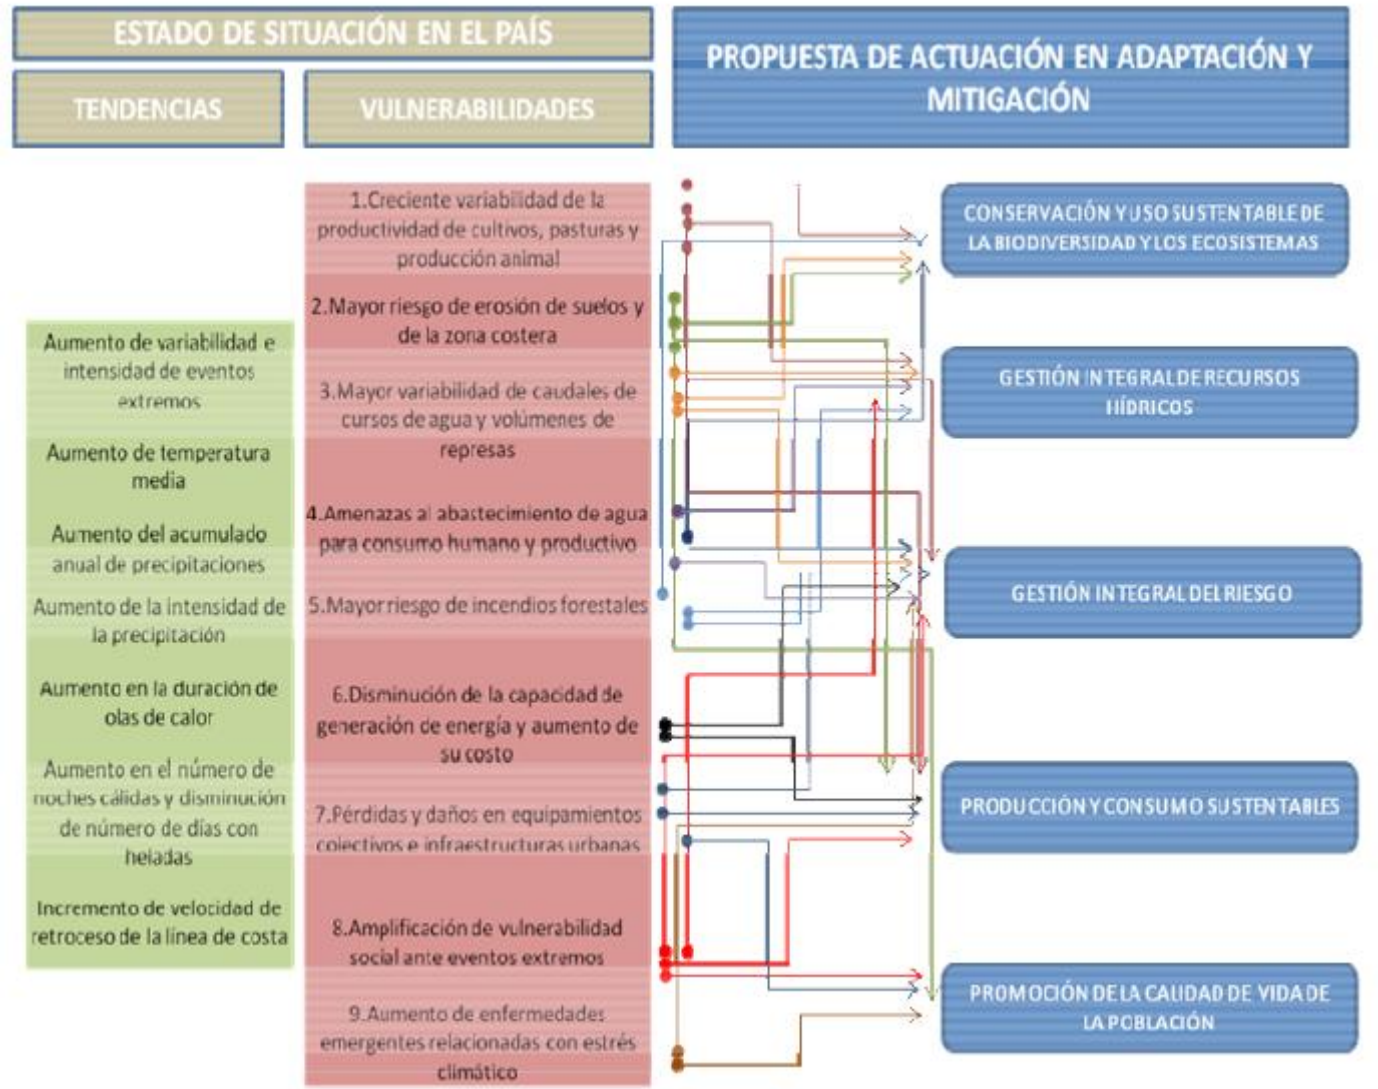 ESTADO DE SITUACIÓN EN EL PAÍS
TENDENCIAS
VULNERABILIDADES
PROPUESTA DE ACTUACIÓN EN ADAPTACIÓN Y
MITIGACIÓN
Aumento de variabilidad e
intensidad de eventos
extremos
Aumento de temperatura
media
Aumento del acumulado
anual de precipitaciones
Aumento de la intensidad de
la precipitación
Aumento en la duración de
olas de calor
Aumento en el número de
noches cálidas y disminución
de número de días con
heladas
Incremento de velocidad de
retroceso de la línea de costa
1.Creciente variabilidad de la
productividad de cultivos, pasturas y
producción animal
2.Mayor riesgo de erosión de suelos y
de la zona costera
3.Mayor variabilidad de caudales de
cursos de agua y volúmenes de
represas
4.Amenazas al abastecimiento de agua
para consumo humano y productivo
5.Mayor riesgo de incendios forestales
6.Disminución de la capacidad de
generación de energía y aumento de
su costo
7.Pérdidas y daños en equipamientos
colectivos e infraestructuras urbanas
8.Amplificación de vulnerabilidad
social ante eventos extremos
9.Aumento de enfermedades
emergentes relacionadas con estrés
climático
CONSERVACIÓN Y USO SUSTENTABLE DE
LA BIODIVERSIDAD Y LOS ECOSISTEMAS
GESTIÓN INTEGRAL DE RECURSOS
HÍDRICOS
GESTIÓN INTEGRAL DEL RIESGO
PRODUCCIÓN Y CONSUMO SUSTENTABLES
PROMOCIÓN DE LA CALIDAD DE VIDA DE
LA POBLACIÓN